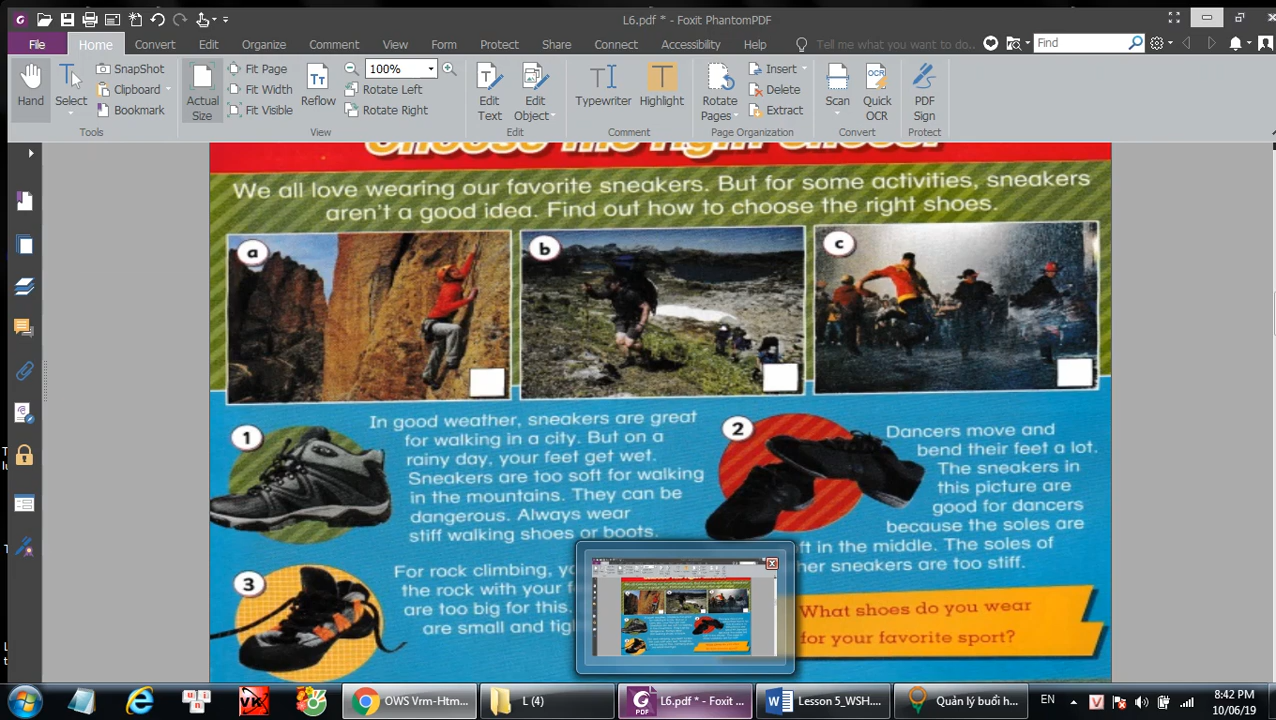 L6.pdf * - Foxit PhantomPDF
File Home Convert Edit Organize Comment View Form Protect Share Connect Accessibility Help Tell me what you want to do.. Find
Hand
Select
SnapShot
Clipboard
Bookmark
Tools
Actual Size
Fit Page
Fit Width
Fit Visible
Reflow
100%
Rotate Left
Rotate Right
View
Edit Text
Edit Object
Edit
Typewriter
Highlight
Comment
Rotate Pages
Insert
Delete
Extract
Page Organization
Scan
Quick OCR
OCR
Convert
PDF Sign
Protect
Choose the right shoes!
We all love wearing our favorite sneakers. But for some activities, sneakers
aren't a good idea. Find out how to choose the right shoes.
a
b
c
1
In good weather, sneakers are great
for walking in a city. But on a
rainy day, your feet get wet.
Sneakers are too soft for walking
in the mountains. They can be
dangerous. Always wear
stiff walking shoes or boots.
2
Dancers move and
bend their feet a lot.
The sneakers in
this picture are
good for dancers
because the soles are
ft in the middle. The soles of
her sneakers are too stiff.
3
For rock climbing, yo
the rock with your f
are too big for this.
are small and tig
What shoes do you wear
for your favorite sport?
OWS Vrm-Htm...
L (4)
L6.pdf * - Foxit P...
Lesson 5_WSH....
Quản lý buổi h...
EN
8:42 PM
10/06/19